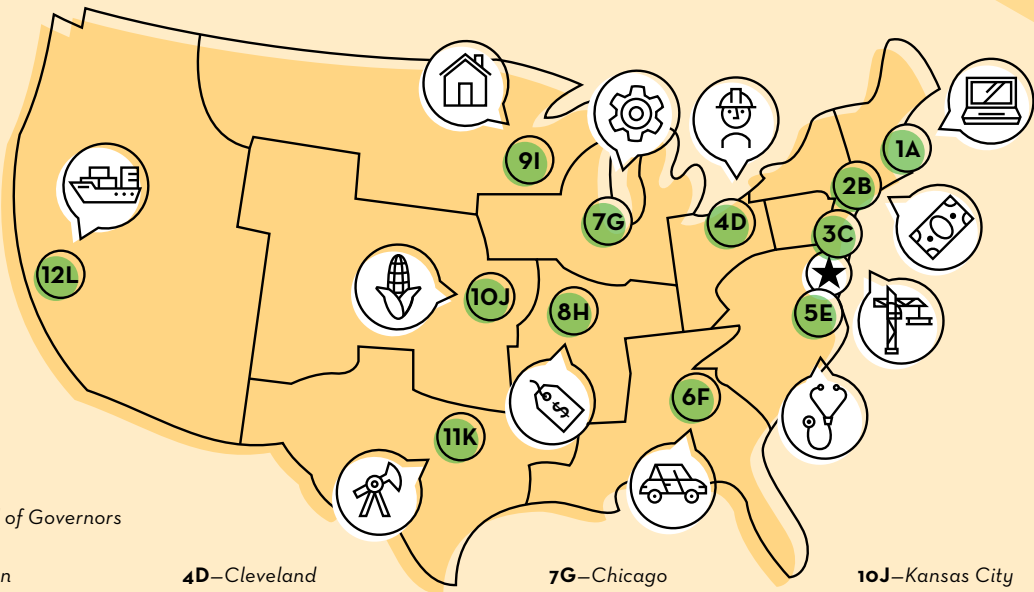 9I
1A
2B
7G
4D
3C
12L
10J
8H
5E
$
6F
11K
of Governors
n
4D—Cleveland
7G—Chicago
10J—Kansas City